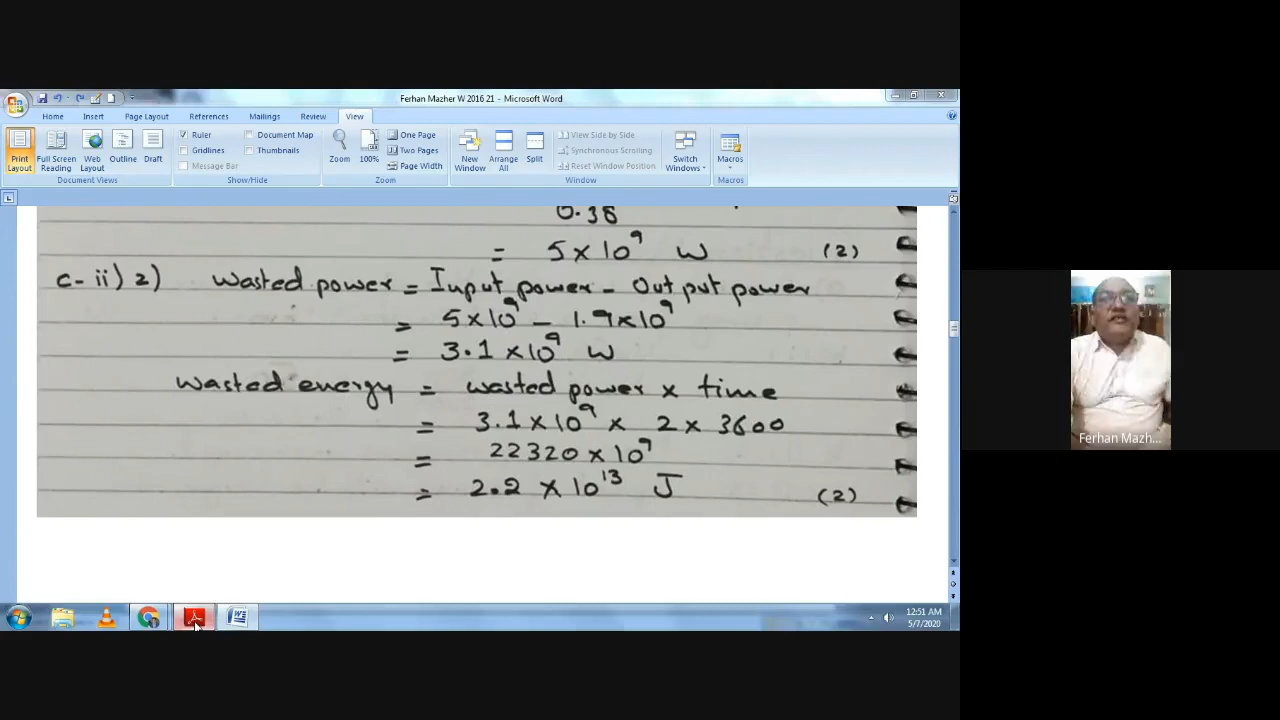 Ferhan Mazher W 2016 21 - Microsoft Word
Home Insert Page Layout References Mailings Review View
Print Layout
Full Screen Reading
Web Layout
Outline
Draft
Document Views
Ruler
Gridlines
Message Bar
Document Map
Thumbnails
Show/Hide
Zoom
100%
One Page
Two Pages
Page Width
Zoom
New Window
Arrange All
Split
View Side by Side
Synchronous Scrolling
Reset Window Position
Switch Windows
Window
Macros
Macros
0.38
= 5×10⁹ W (2)
c-ii) 2) Wasted power = Input power - Output power
= 5×10⁹ - 1.9×10⁹
= 3.1×10⁹ W
Wasted energy = wasted power × time
= 3.1×10⁹ × 2 × 3600
= 22320×10⁹
= 2.2 × 10¹³ J (2)
Ferhan Mazh...
12:51 AM
5/7/2020